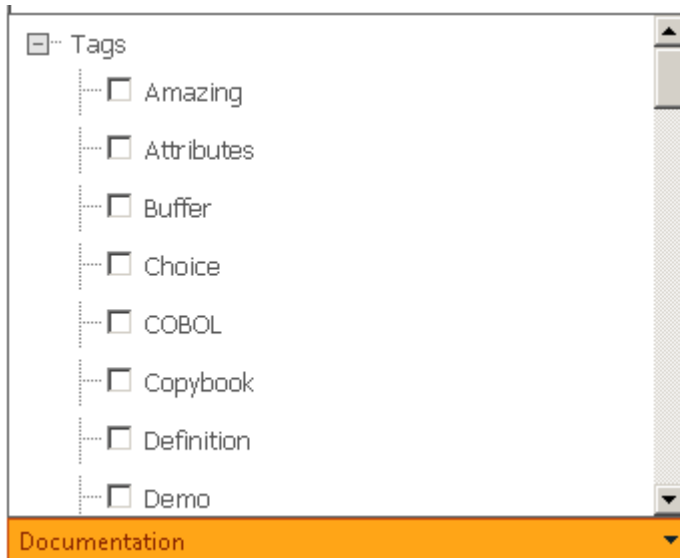 Tags
Amazing
Attributes
Buffer
Choice
COBOL
Copybook
Definition
Demo
Documentation